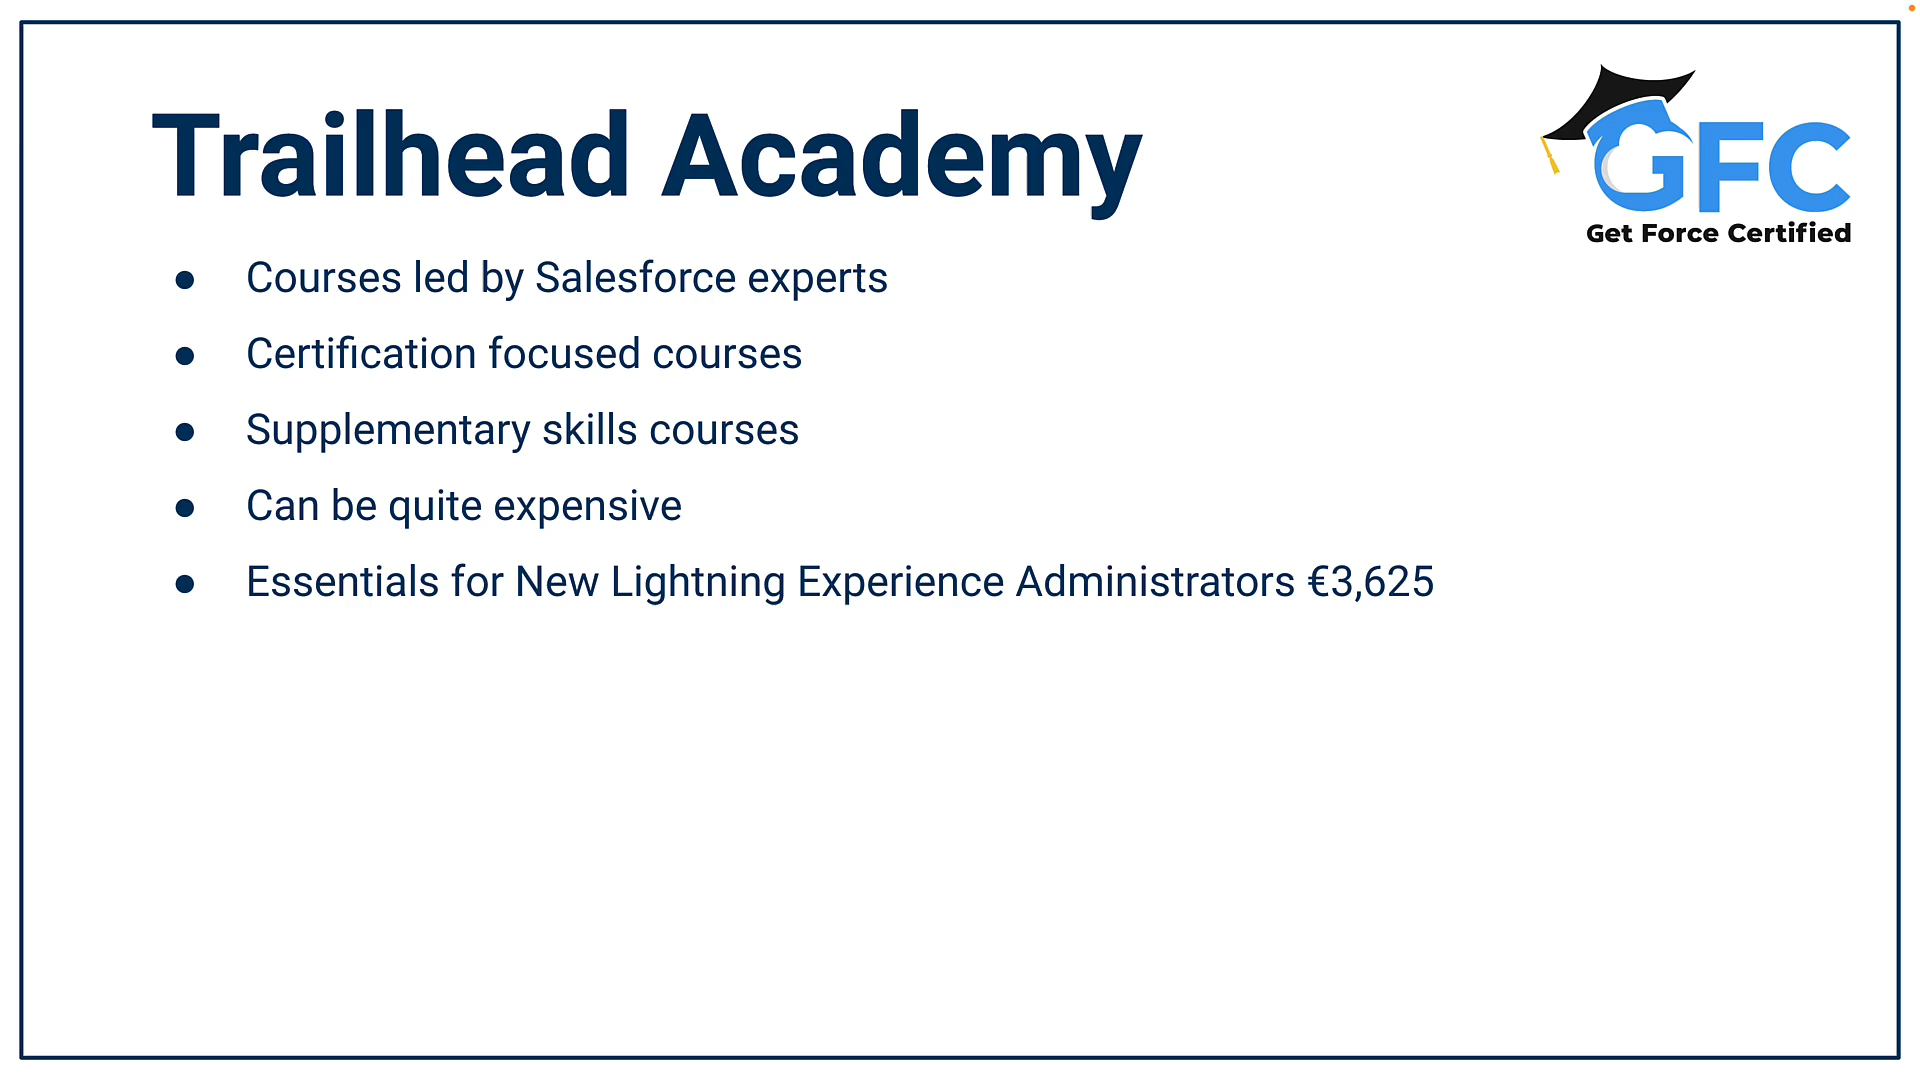 Trailhead Academy
GFC
Get Force Certified
● Courses led by Salesforce experts
● Certification focused courses
● Supplementary skills courses
● Can be quite expensive
● Essentials for New Lightning Experience Administrators €3,625